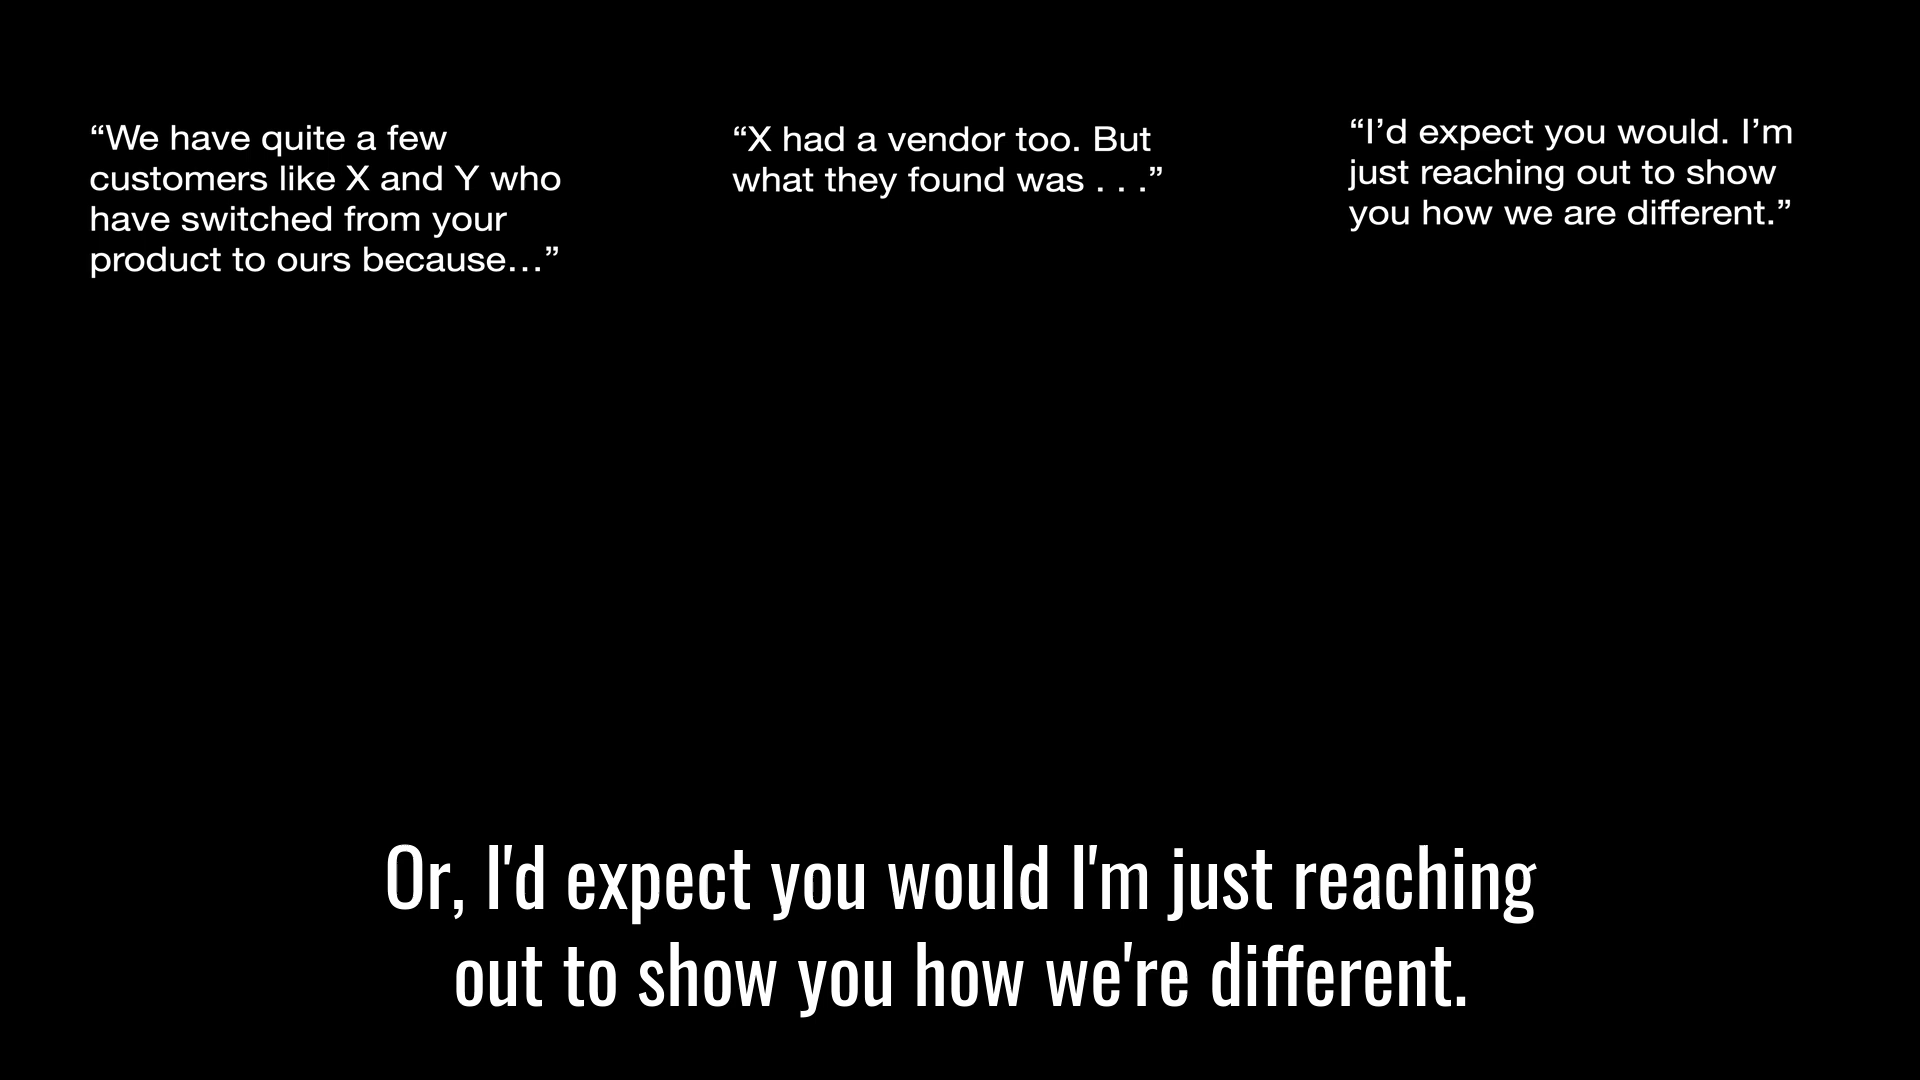 “We have quite a few
customers like X and Y who
have switched from your
product to ours because…”
“X had a vendor too. But
what they found was . . .”
“I’d expect you would. I’m
just reaching out to show
you how we are different.”
Or, I'd expect you would I'm just reaching
out to show you how we're different.